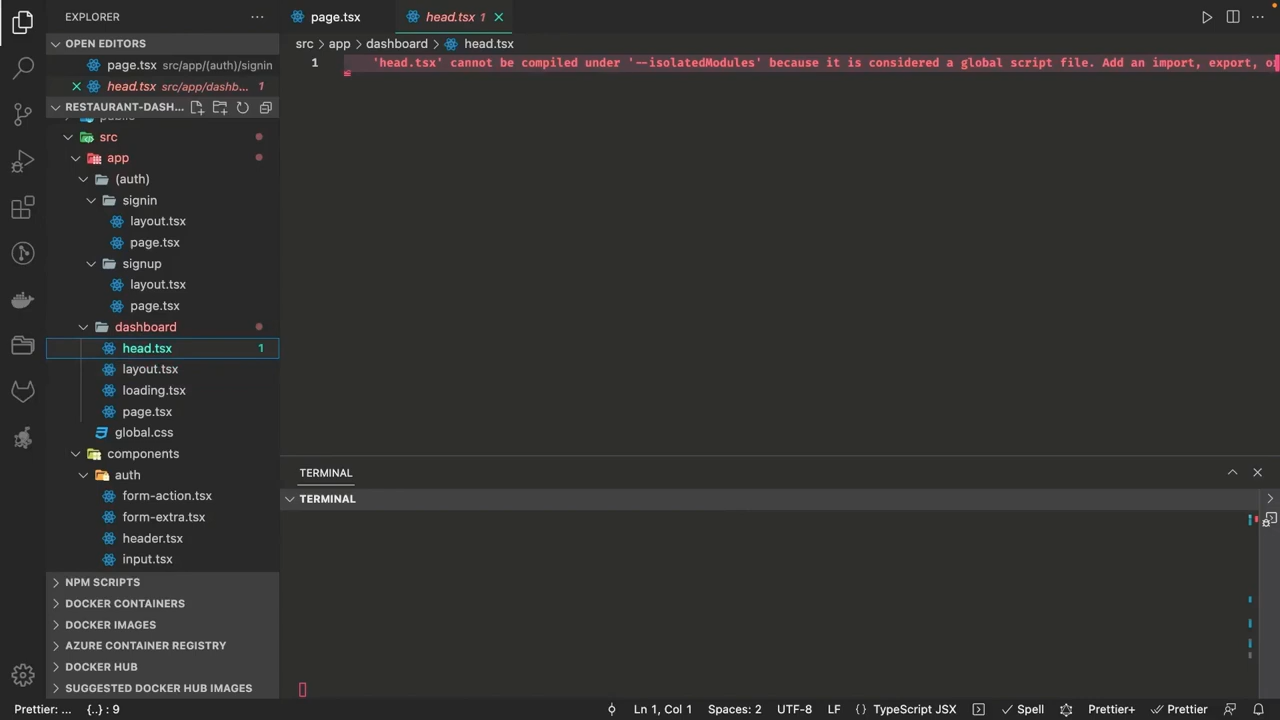 EXPLORER
page.tsx
head.tsx 1
OPEN EDITORS
page.tsx src/app/(auth)/signin
head.tsx src/app/dashb... 1
RESTAURANT-DASH...
src
app
(auth)
signin
layout.tsx
page.tsx
signup
layout.tsx
page.tsx
dashboard
head.tsx 1
layout.tsx
loading.tsx
page.tsx
global.css
components
auth
form-action.tsx
form-extra.tsx
header.tsx
input.tsx
NPM SCRIPTS
DOCKER CONTAINERS
DOCKER IMAGES
AZURE CONTAINER REGISTRY
DOCKER HUB
SUGGESTED DOCKER HUB IMAGES
src > app > dashboard > head.tsx
1 'head.tsx' cannot be compiled under '--isolatedModules' because it is considered a global script file. Add an import, export,
TERMINAL
TERMINAL
Prettier: ... {..} : 9 Ln 1, Col 1 Spaces: 2 UTF-8 LF {} TypeScript JSX Spell Prettier+ Prettier